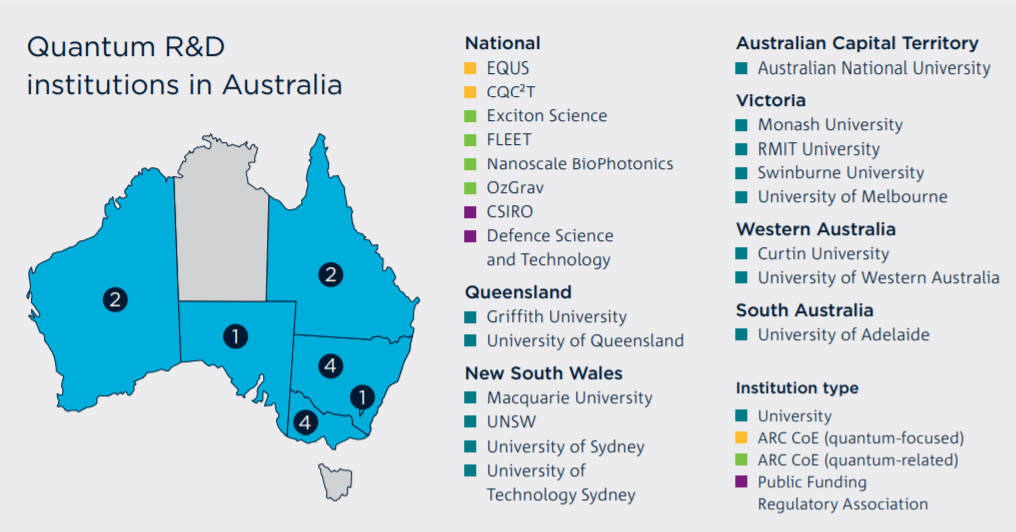 Quantum R&D
institutions in Australia
2
2
1
4
1
4
National
EQUS
CQC²T
Exciton Science
FLEET
Nanoscale BioPhotonics
OzGrav
CSIRO
Defence Science
and Technology
Queensland
Griffith University
University of Queensland
New South Wales
Macquarie University
UNSW
University of Sydney
University of
Technology Sydney
Australian Capital Territory
Australian National University
Victoria
Monash University
RMIT University
Swinburne University
University of Melbourne
Western Australia
Curtin University
University of Western Australia
South Australia
University of Adelaide
Institution type
University
ARC CoE (quantum-focused)
ARC CoE (quantum-related)
Public Funding
Regulatory Association